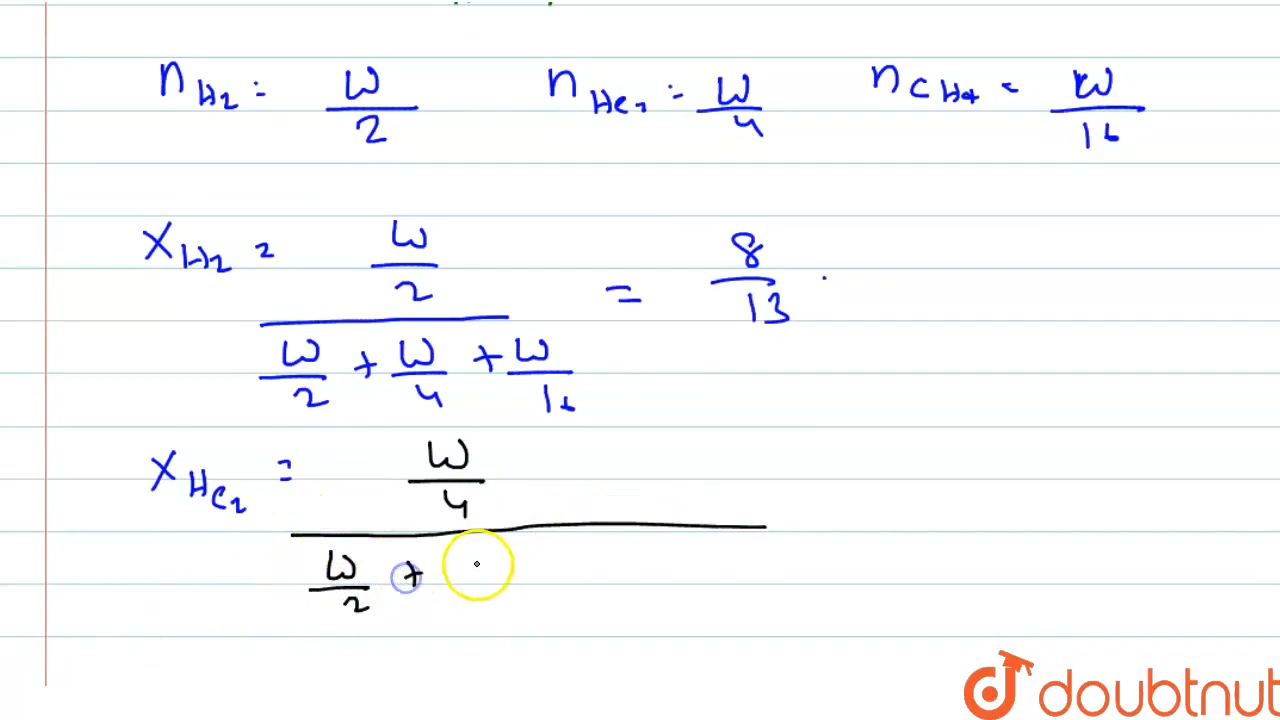 n_H2 = w/2 n_He2 = w/4 n_CH4 = w/16
x_H2 = (w/2)/(w/2 + w/4 + w/16) = 8/13
x_He2 = (w/4)/(w/2 +
doubtnut